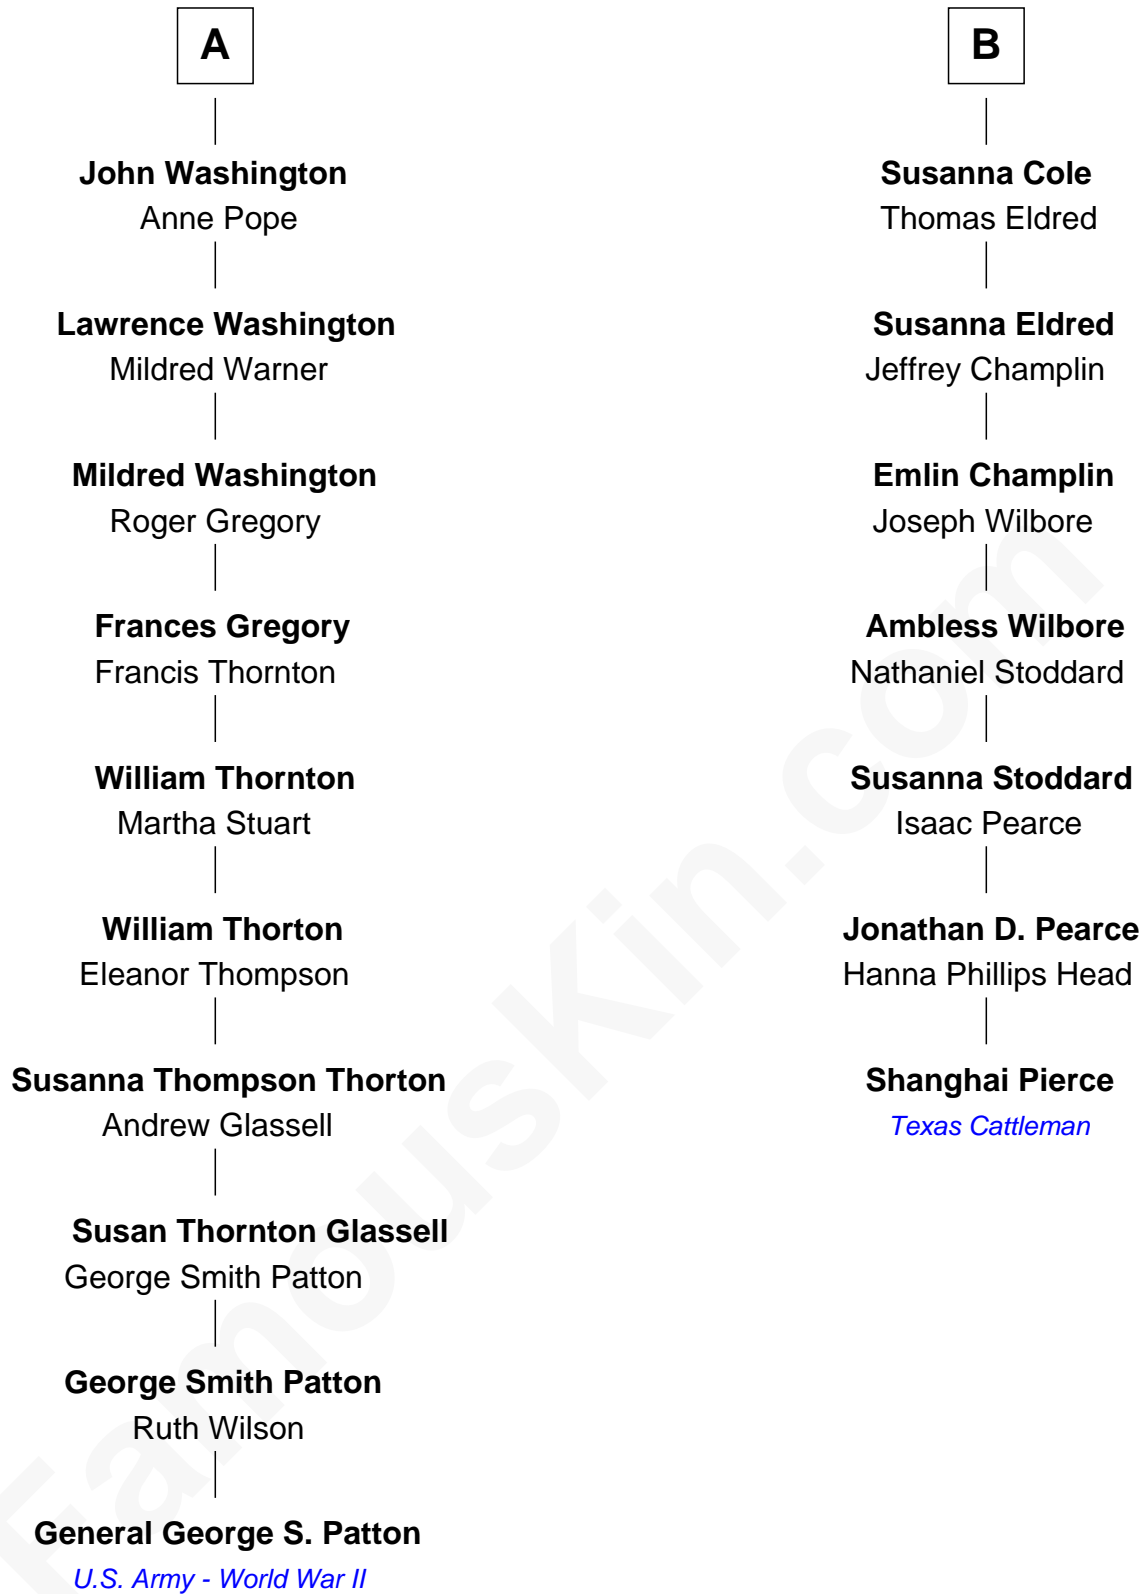 A
John Washington
Anne Pope
Lawrence Washington
Mildred Warner
Mildred Washington
Roger Gregory
Frances Gregory
Francis Thornton
William Thornton
Martha Stuart
William Thorton
Eleanor Thompson
Susanna Thompson Thorton
Andrew Glassell
Susan Thornton Glassell
George Smith Patton
George Smith Patton
Ruth Wilson
General George S. Patton
U.S. Army - World War II
B
Susanna Cole
Thomas Eldred
Susanna Eldred
Jeffrey Champlin
Emlin Champlin
Joseph Wilbore
Ambless Wilbore
Nathaniel Stoddard
Susanna Stoddard
Isaac Pearce
Jonathan D. Pearce
Hanna Phillips Head
Shanghai Pierce
Texas Cattleman
FamousKin.com